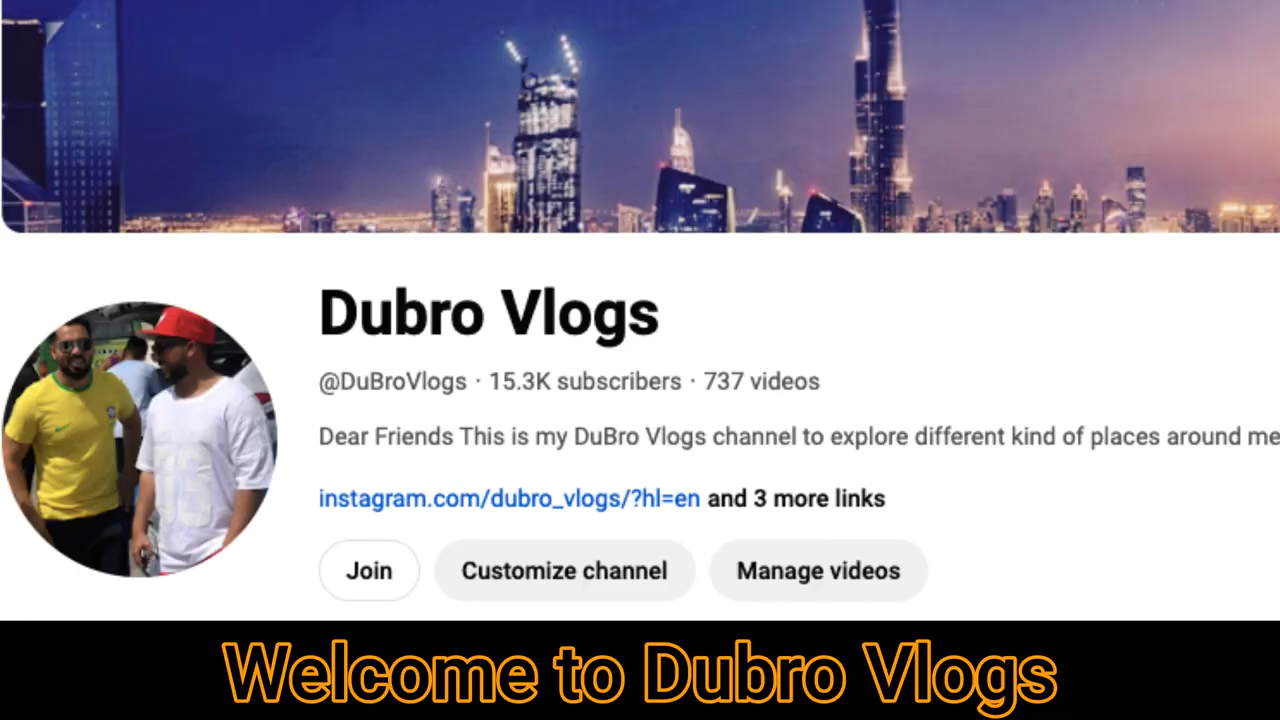 Dubro Vlogs
@DuBroVlogs · 15.3K subscribers · 737 videos
Dear Friends This is my DuBro Vlogs channel to explore different kind of places around me
instagram.com/dubro_vlogs/?hl=en and 3 more links
Join Customize channel Manage videos
Welcome to Dubro Vlogs